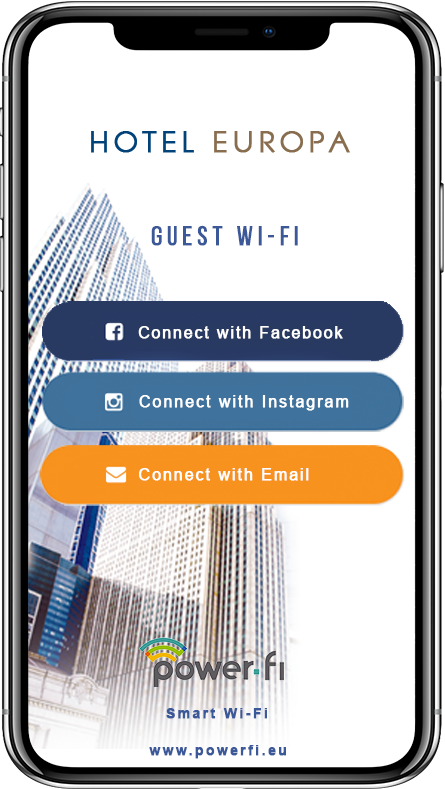 HOTEL EUROPA
GUEST WI-FI
Connect with Facebook
Connect with Instagram
Connect with Email
power-fi
Smart Wi-Fi
www.powerfi.eu